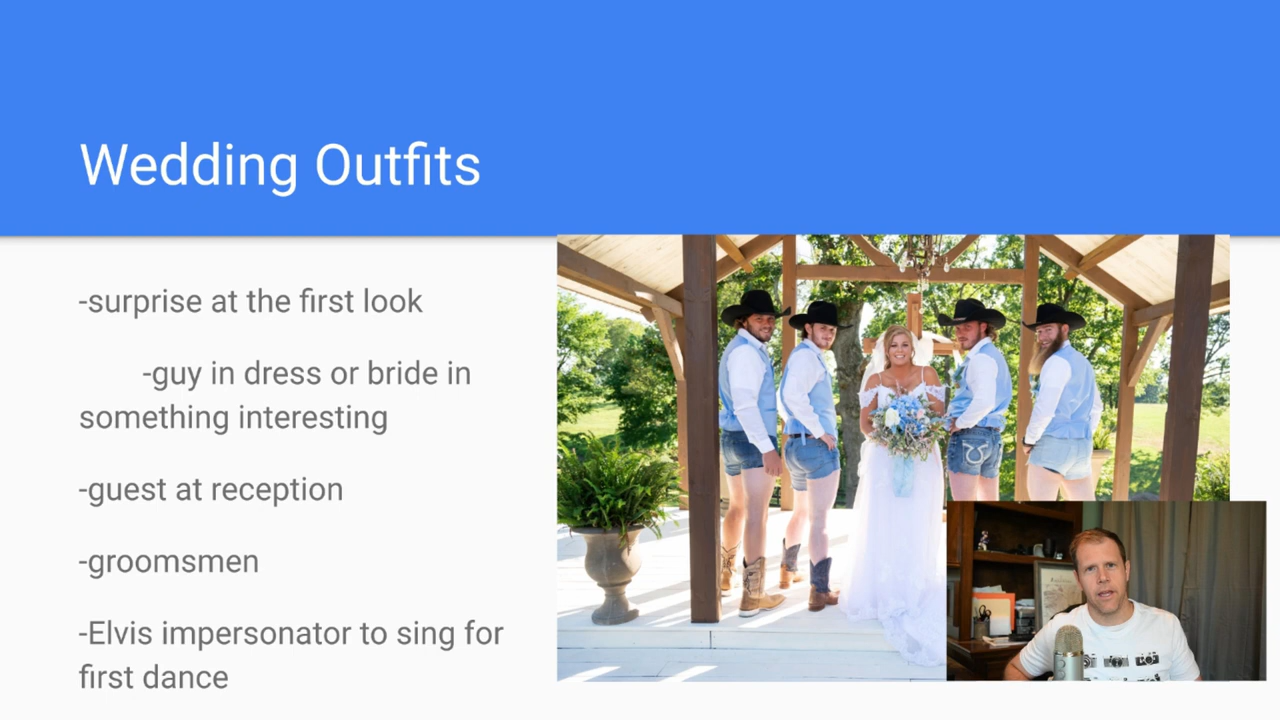 Wedding Outfits
-surprise at the first look
-guy in dress or bride in
something interesting
-guest at reception
-groomsmen
-Elvis impersonator to sing for
first dance